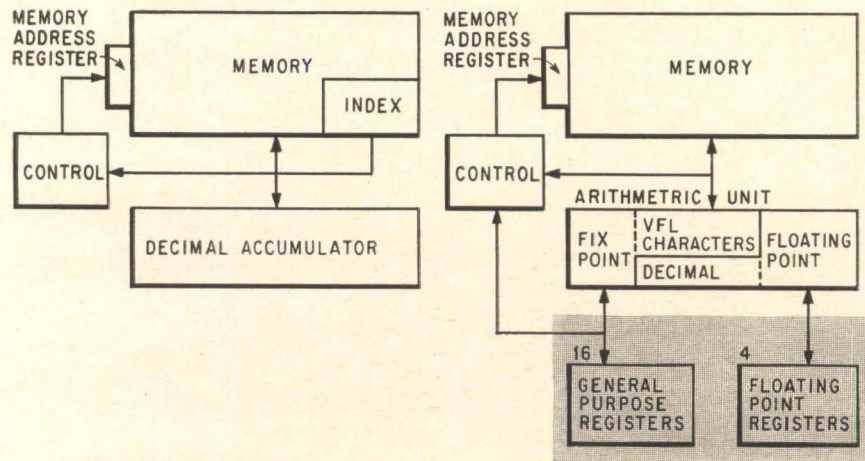 MEMORY
ADDRESS
REGISTER
MEMORY
INDEX
CONTROL
DECIMAL ACCUMULATOR
MEMORY
ADDRESS
REGISTER
MEMORY
CONTROL
ARITHMETRIC UNIT
FIX
POINT
VFL
CHARACTERS
DECIMAL
FLOATING
POINT
16
GENERAL
PURPOSE
REGISTERS
4
FLOATING
POINT
REGISTERS